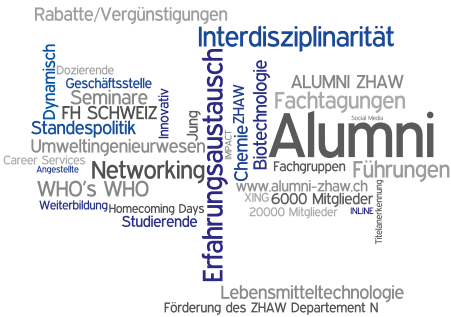 Rabatte/Vergünstigungen
Interdisziplinarität
Dynamisch
Dozierende
Geschäftsstelle
Seminare
FH SCHWEIZ
Standespolitik
Innovativ
Jung
Erfahrungsaustausch
IMPACT
Chemie ZHAW
Biotechnologie
ALUMNI ZHAW
Fachtagungen
Social Media
Alumni
Umweltingenieurwesen
Career Services
Angestellte
Networking
Fachgruppen
Führungen
WHO's WHO
www.alumni-zhaw.ch
XING
6000 Mitglieder
Weiterbildung
Homecoming Days
20000 Mitglieder
INLINE
Titelanerkennung
Studierende
Lebensmitteltechnologie
Förderung des ZHAW Departement N